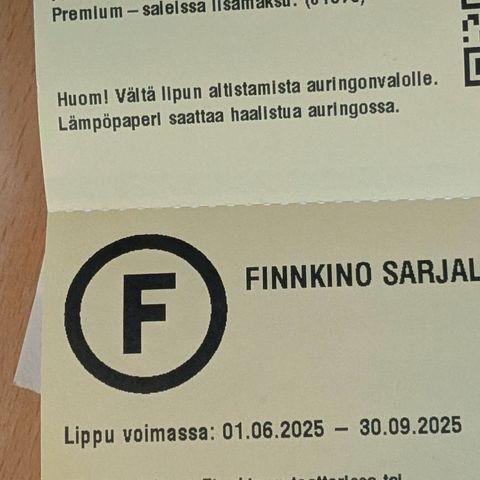 Premium – saleissa lisämaksu.
Huom! Vältä lipun altistamista auringonvalolle.
Lämpöpaperi saattaa haalistua auringossa.
F
FINNKINO SARJAL
Lippu voimassa: 01.06.2025 – 30.09.2025